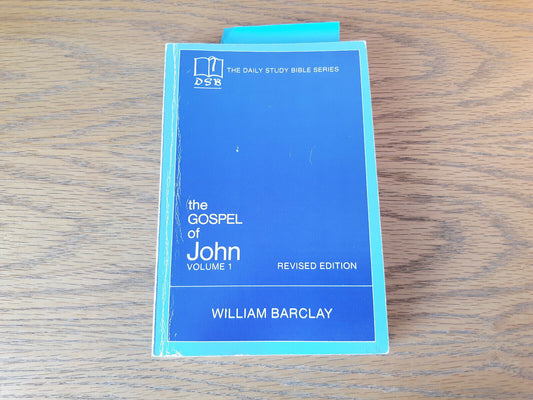 THE DAILY STUDY BIBLE SERIES
DSB
the
GOSPEL
of
John
VOLUME 1
REVISED EDITION
WILLIAM BARCLAY